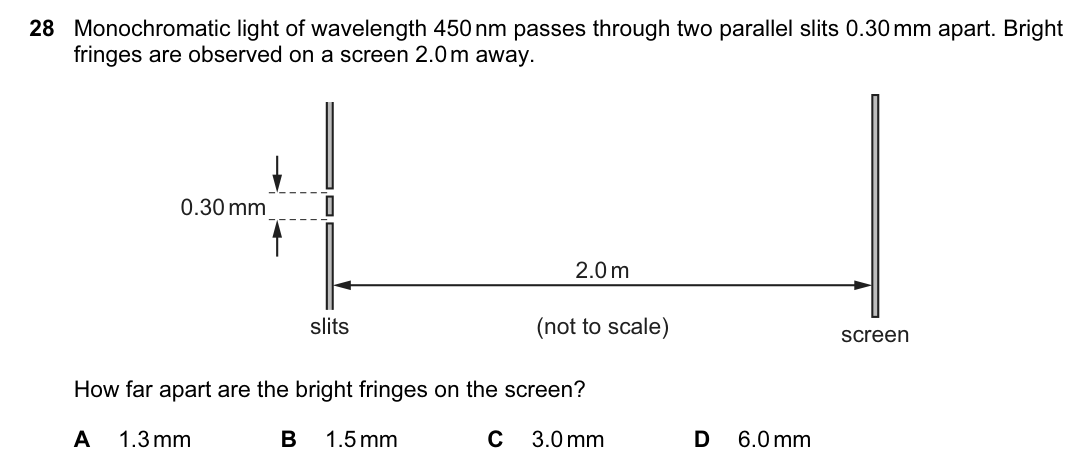 28 Monochromatic light of wavelength 450 nm passes through two parallel slits 0.30 mm apart. Bright
fringes are observed on a screen 2.0 m away.
0.30 mm
2.0 m
slits
(not to scale)
screen
How far apart are the bright fringes on the screen?
A 1.3 mm B 1.5 mm C 3.0 mm D 6.0 mm